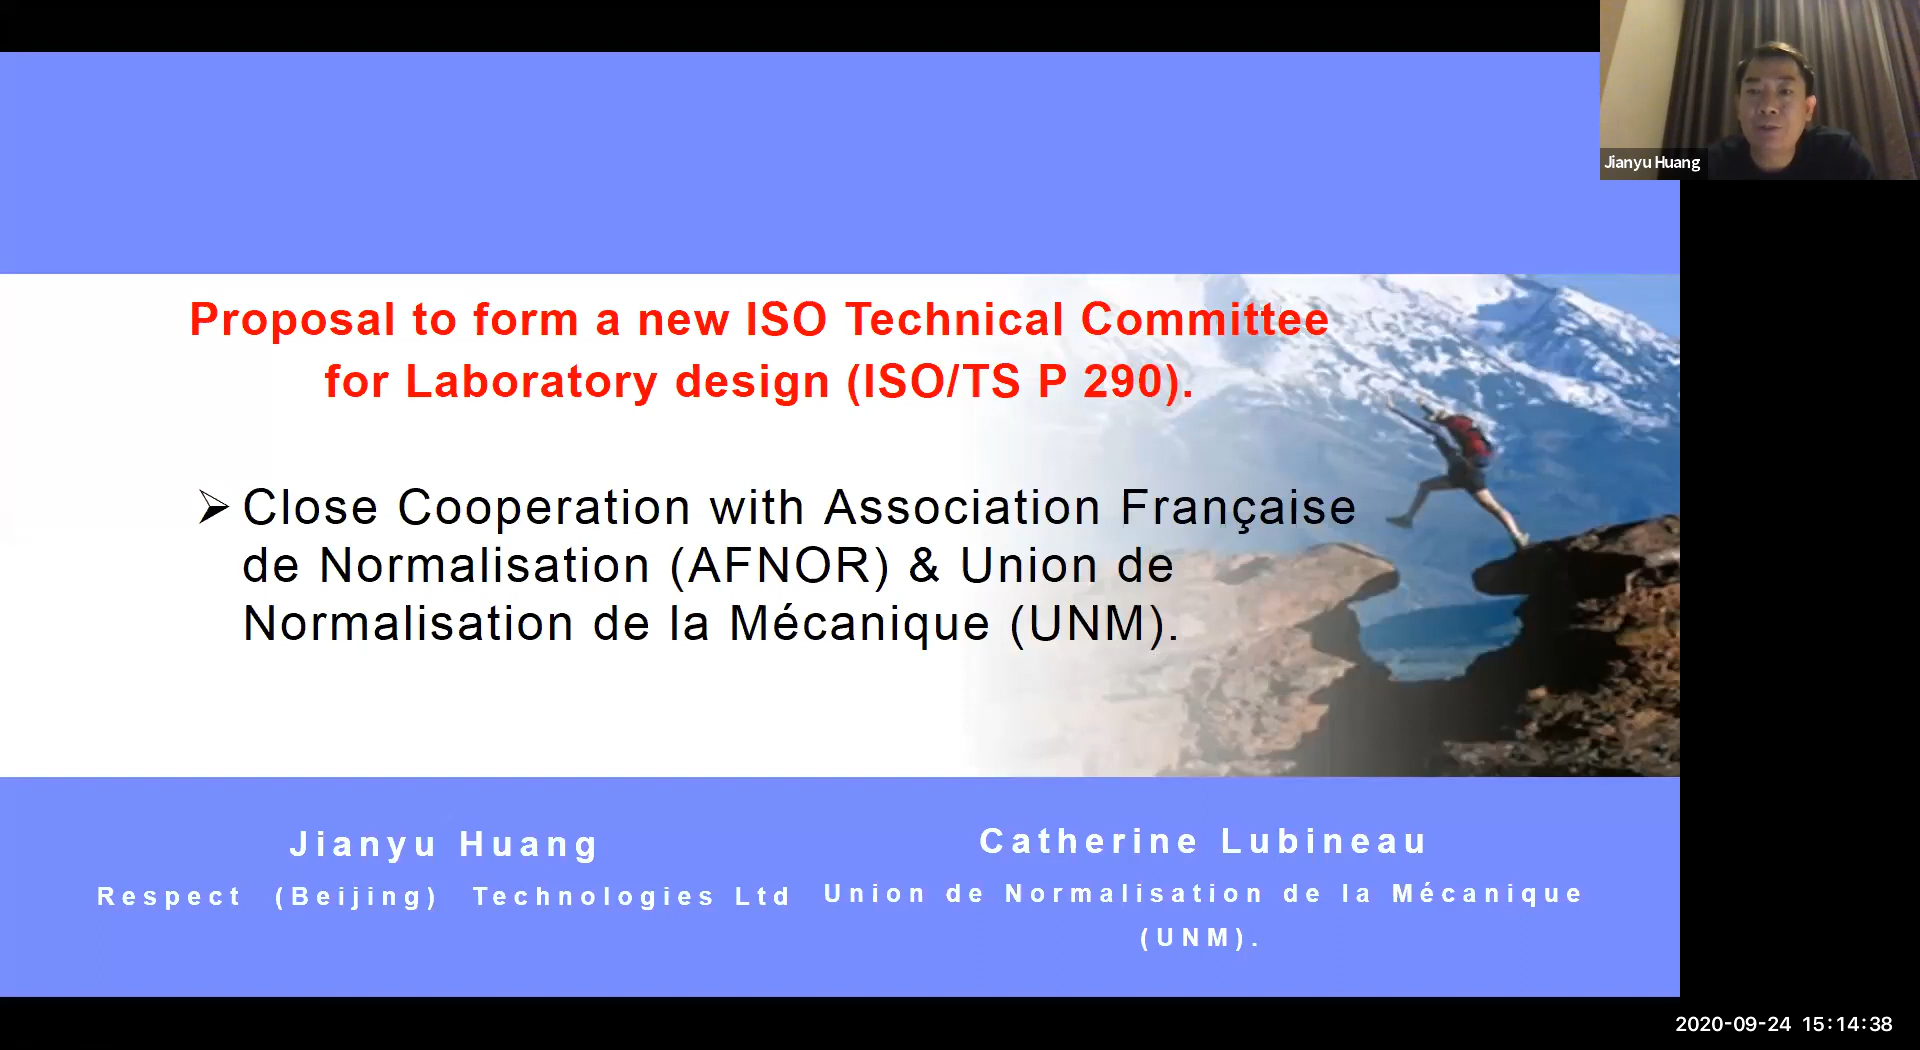 Jianyu Huang
Proposal to form a new ISO Technical Committee
for Laboratory design (ISO/TS P 290).
➢ Close Cooperation with Association Française
de Normalisation (AFNOR) & Union de
Normalisation de la Mécanique (UNM).
Jianyu Huang
Respect (Beijing) Technologies Ltd
Catherine Lubineau
Union de Normalisation de la Mécanique
(UNM).
2020-09-24 15:14:38